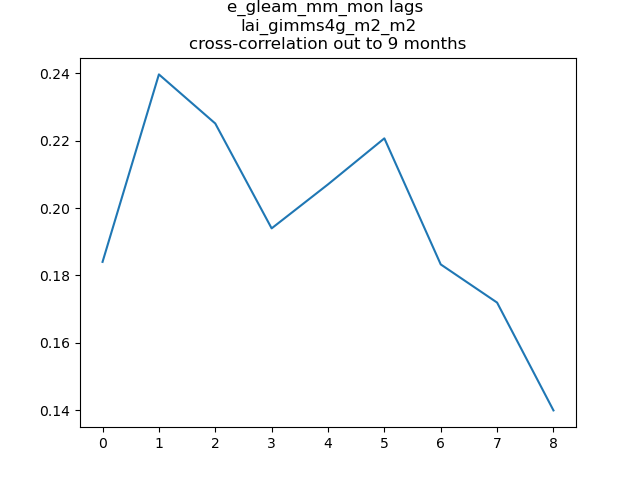 e_gleam_mm_mon lags
lai_gimms4g_m2_m2
cross-correlation out to 9 months
0.24
0.22
0.20
0.18
0.16
0.14
0 1 2 3 4 5 6 7 8